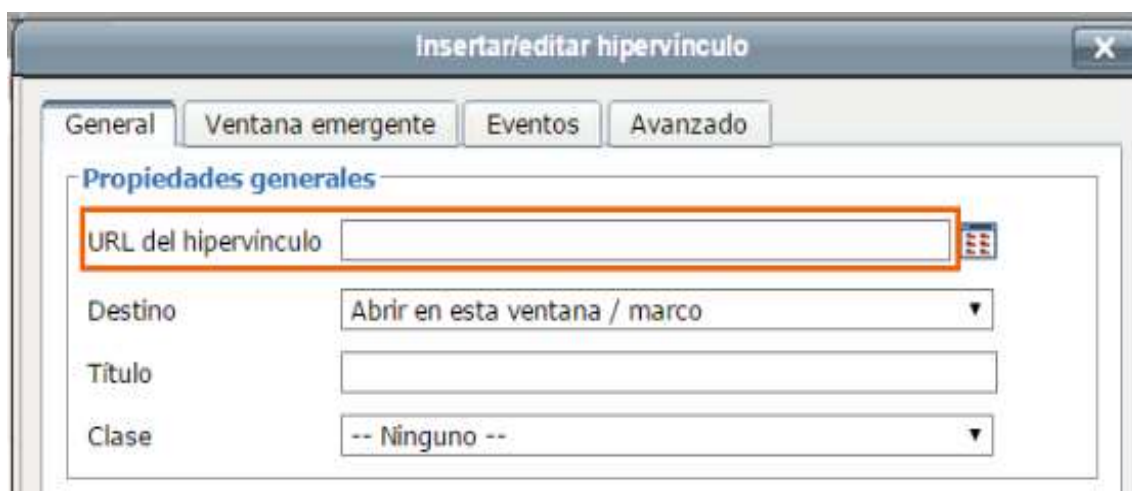 Insertar/editar hipervínculo
X
General Ventana emergente Eventos Avanzado
Propiedades generales
URL del hipervínculo
Destino Abrir en esta ventana / marco
Título
Clase -- Ninguno --